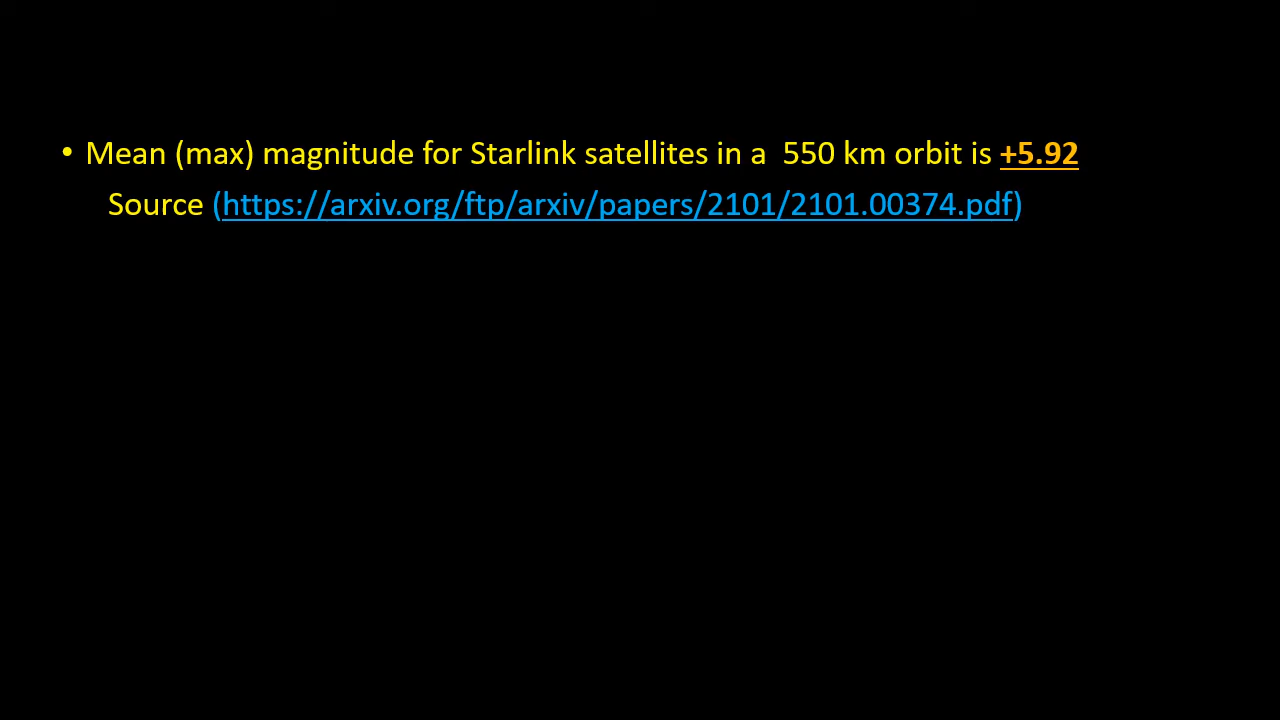 • Mean (max) magnitude for Starlink satellites in a  550 km orbit is +5.92
Source (https://arxiv.org/ftp/arxiv/papers/2101/2101.00374.pdf)